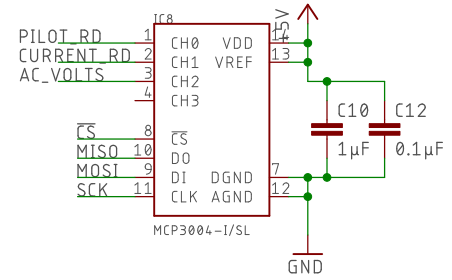 IC8
+5V
PILOT_RD 1 CH0 VDD 14
CURRENT_RD 2 CH1 VREF 13
AC_VOLTS 3 CH2
4 CH3
C10 C12
1µF 0.1µF
CS 8 CS
MISO 10 DO
MOSI 9 DI DGND 7
SCK 11 CLK AGND 12
MCP3004-I/SL
GND